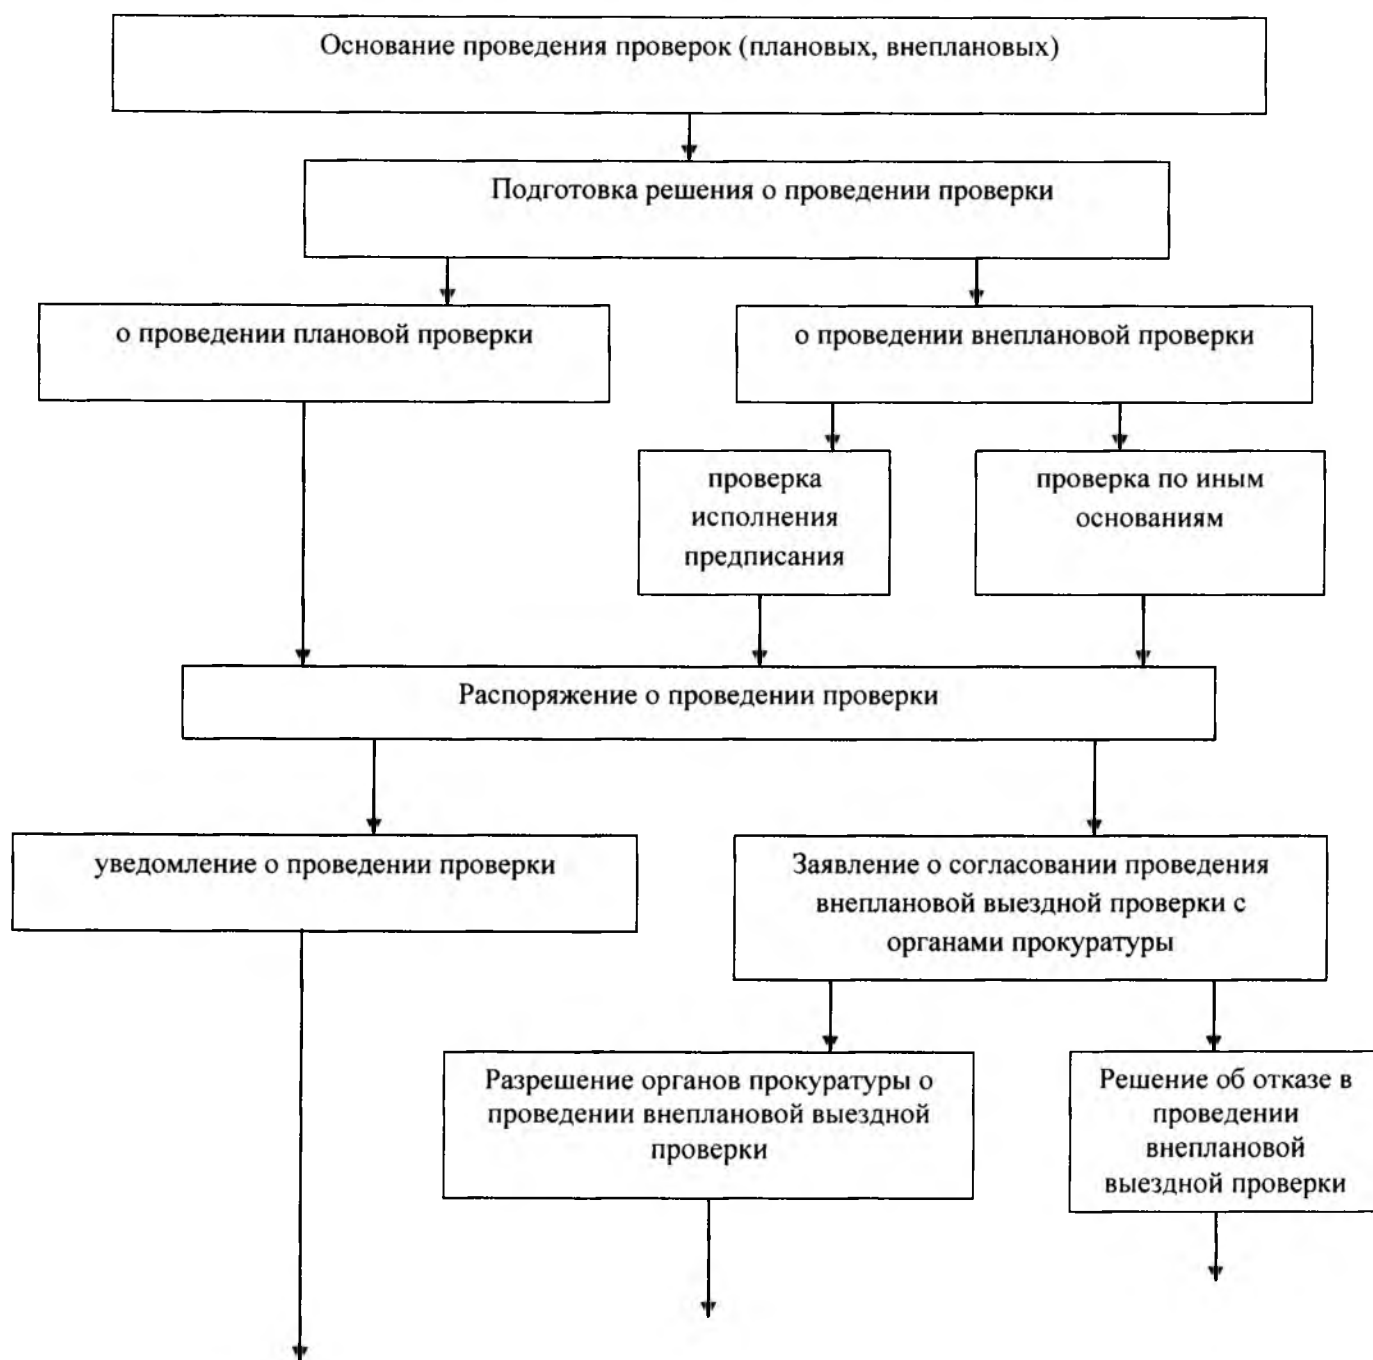 Основание проведения проверок (плановых, внеплановых)
Подготовка решения о проведении проверки
о проведении плановой проверки
о проведении внеплановой проверки
проверка
исполнения
предписания
проверка по иным
основаниям
Распоряжение о проведении проверки
уведомление о проведении проверки
Заявление о согласовании проведения
внеплановой выездной проверки с
органами прокуратуры
Разрешение органов прокуратуры о
проведении внеплановой выездной
проверки
Решение об отказе в
проведении
внеплановой
выездной проверки